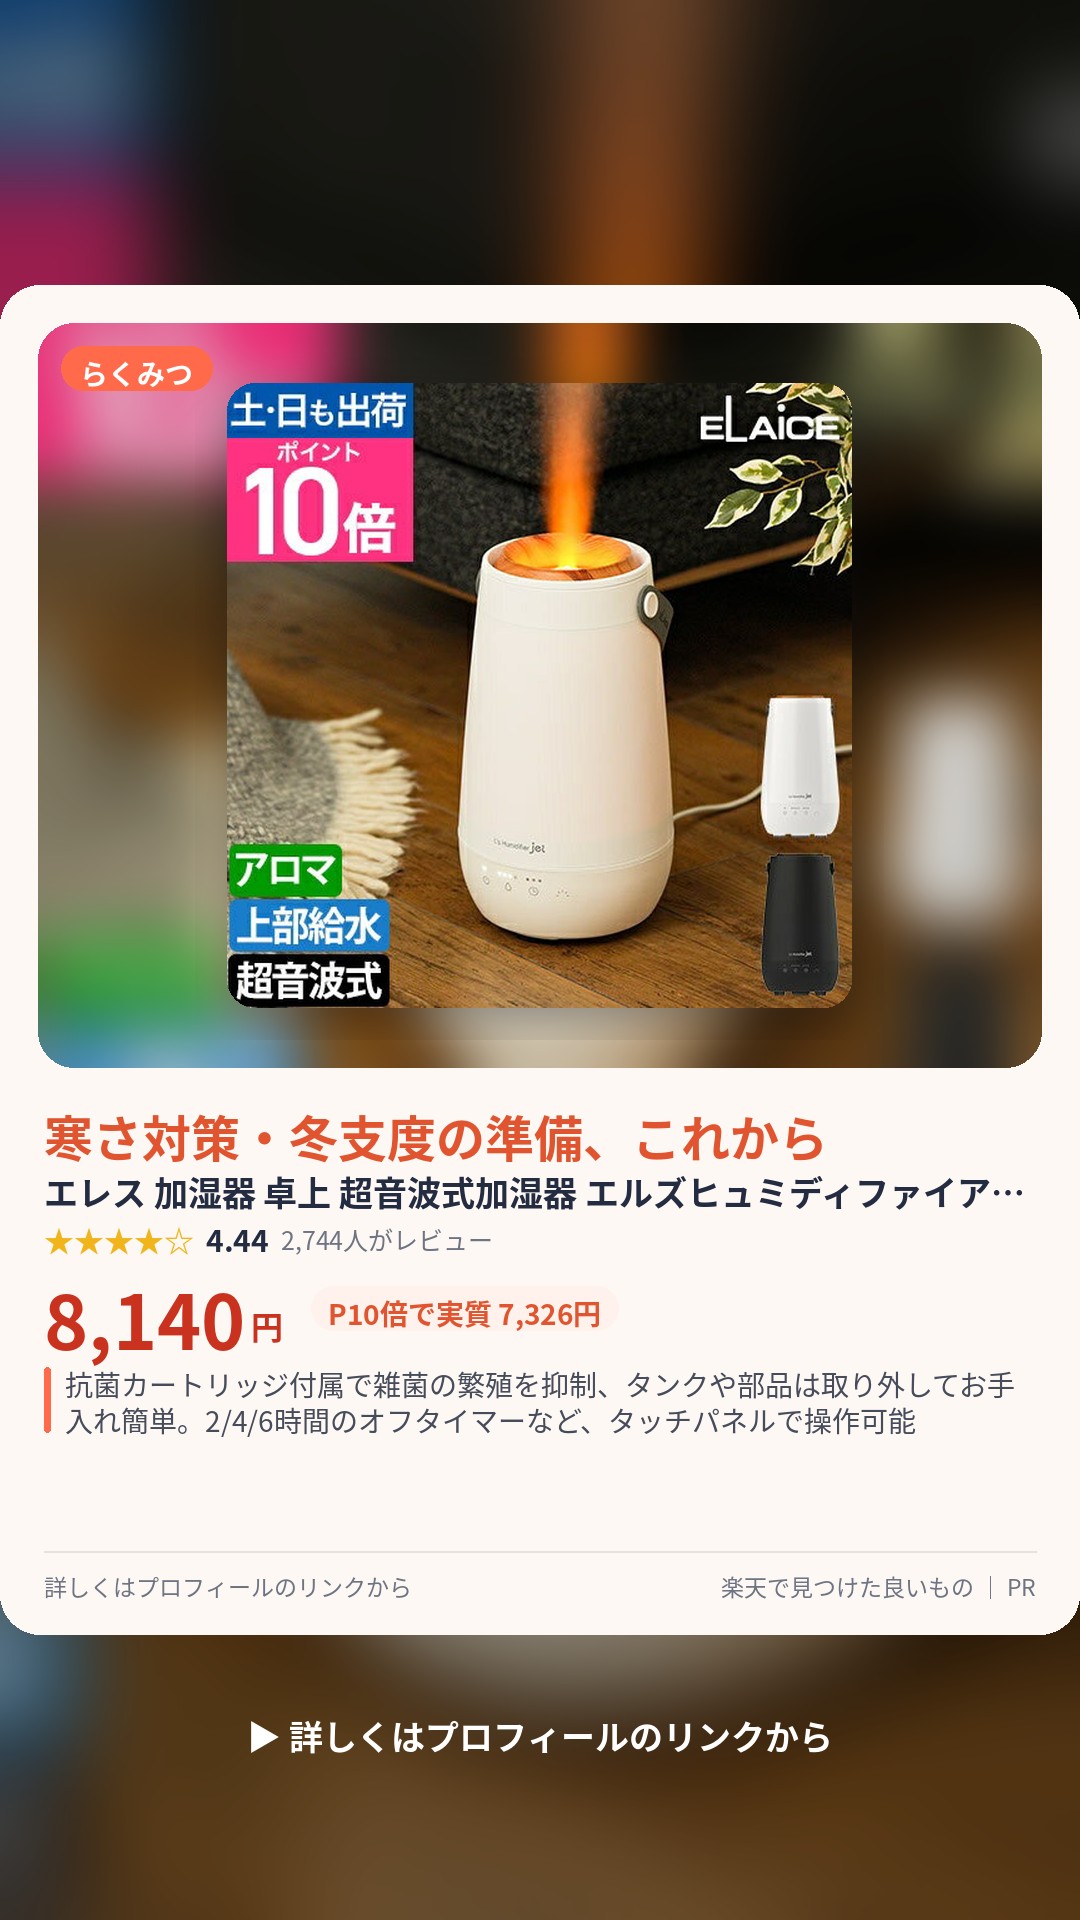 らくみつ
土・日も出荷
ポイント
10倍
ELAiCE
jet
アロマ
上部給水
超音波式
寒さ対策・冬支度の準備、これから
エレス 加湿器 卓上 超音波式加湿器 エルズヒュミディファイア…
★★★★☆ 4.44 2,744人がレビュー
8,140円 P10倍で実質 7,326円
抗菌カートリッジ付属で雑菌の繁殖を抑制、タンクや部品は取り外してお手
入れ簡単。2/4/6時間のオフタイマーなど、タッチパネルで操作可能
詳しくはプロフィールのリンクから
楽天で見つけた良いもの | PR
▶ 詳しくはプロフィールのリンクから